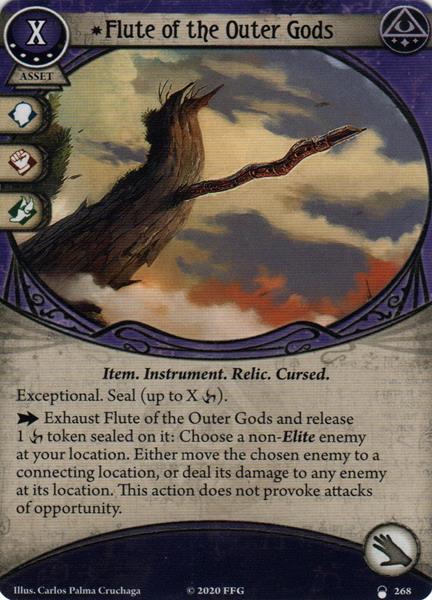 X
Flute of the Outer Gods
ASSET
Item. Instrument. Relic. Cursed.
Exceptional. Seal (up to X ).
Exhaust Flute of the Outer Gods and release
1 token sealed on it: Choose a non-Elite enemy
at your location. Either move the chosen enemy to a
connecting location, or deal its damage to any enemy
at its location. This action does not provoke attacks
of opportunity.
Illus. Carlos Palma Cruchaga
© 2020 FFG
268